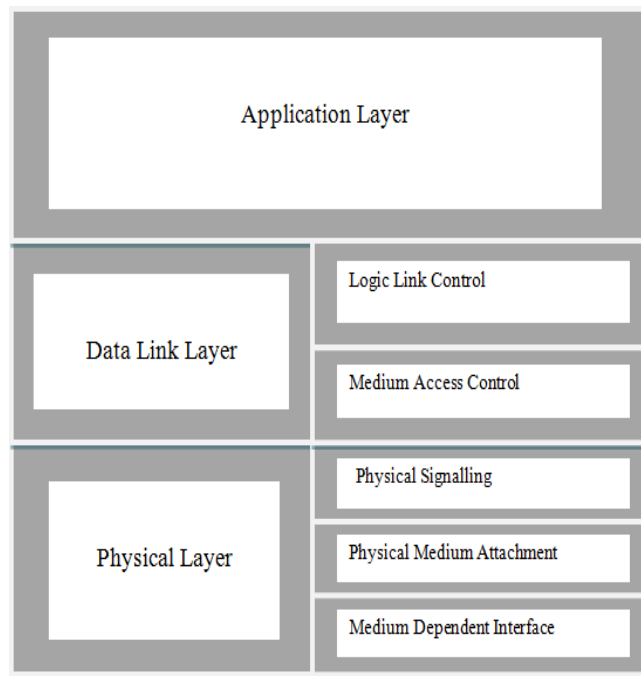 Application Layer
Data Link Layer
Logic Link Control
Medium Access Control
Physical Layer
Physical Signalling
Physical Medium Attachment
Medium Dependent Interface